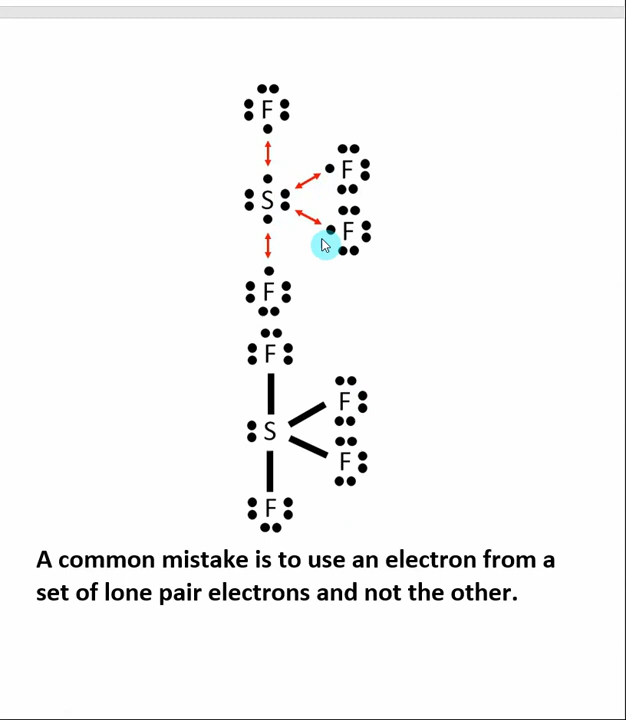 F
F
S
F
F
F
F
S
F
F
A common mistake is to use an electron from a
set of lone pair electrons and not the other.